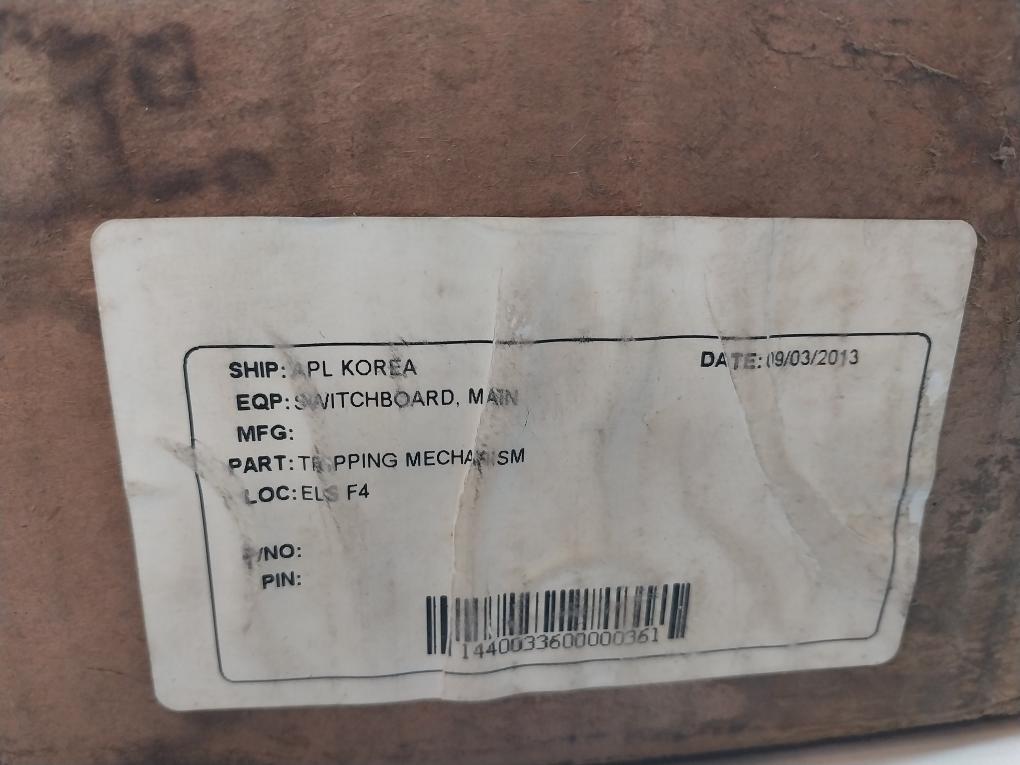 SHIP: APL KOREA
DATE: 09/03/2013
EQP: SWITCHBOARD, MAIN
MFG:
PART: TRIPPING MECHANISM
LOC: ELS F4
/NO:
PIN:
1440033600000361